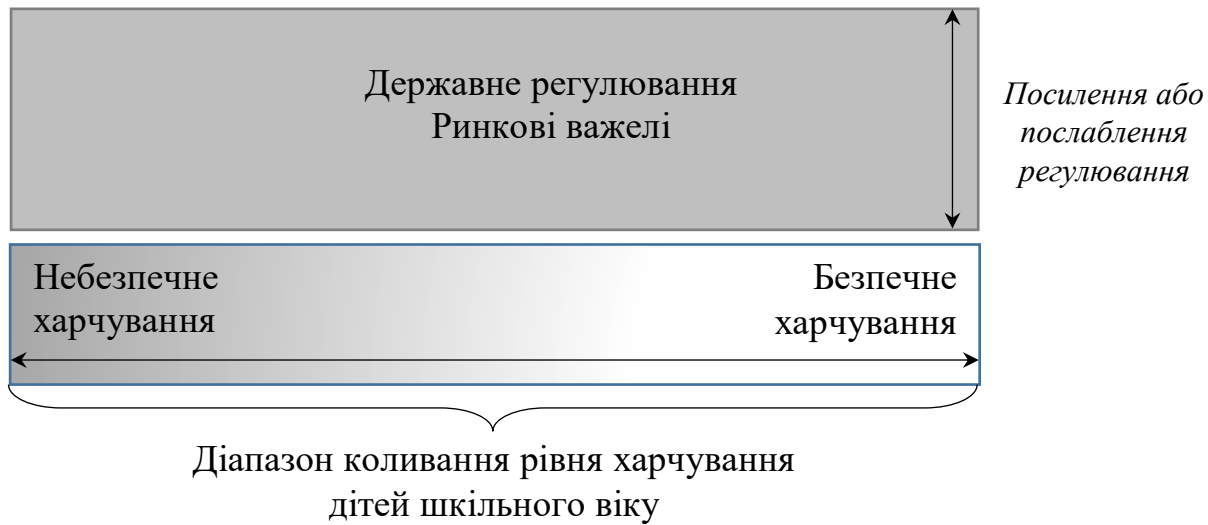 Державне регулювання
Ринкові важелі
Посилення або
послаблення
регулювання
Небезпечне
харчування
Безпечне
харчування
Діапазон коливання рівня харчування
дітей шкільного віку